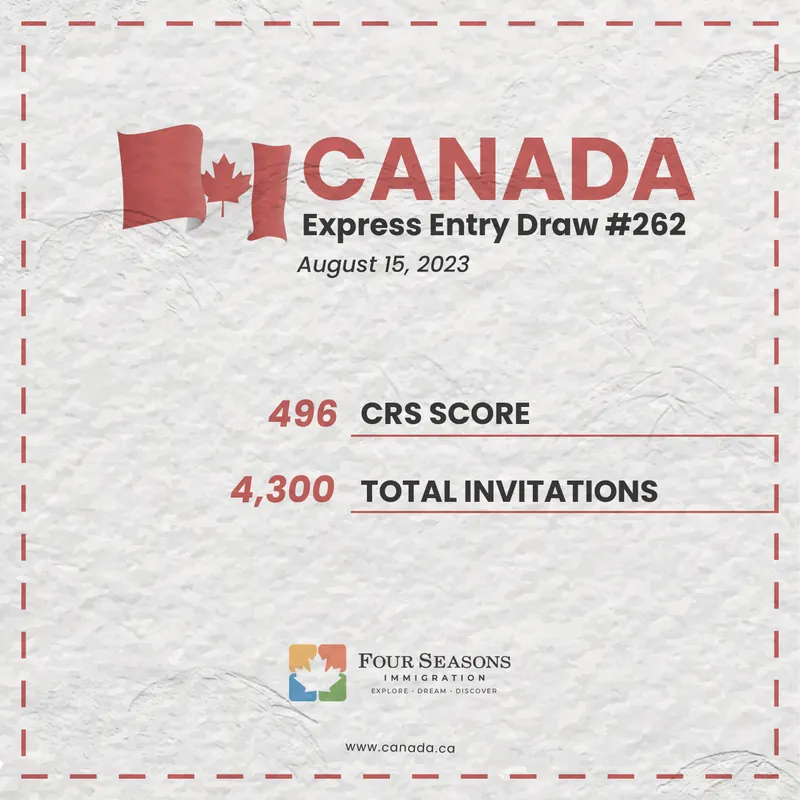 CANADA
Express Entry Draw #262
August 15, 2023
496 CRS SCORE
4,300 TOTAL INVITATIONS
FOUR SEASONS
IMMIGRATION
EXPLORE - DREAM - DISCOVER
www.canada.ca